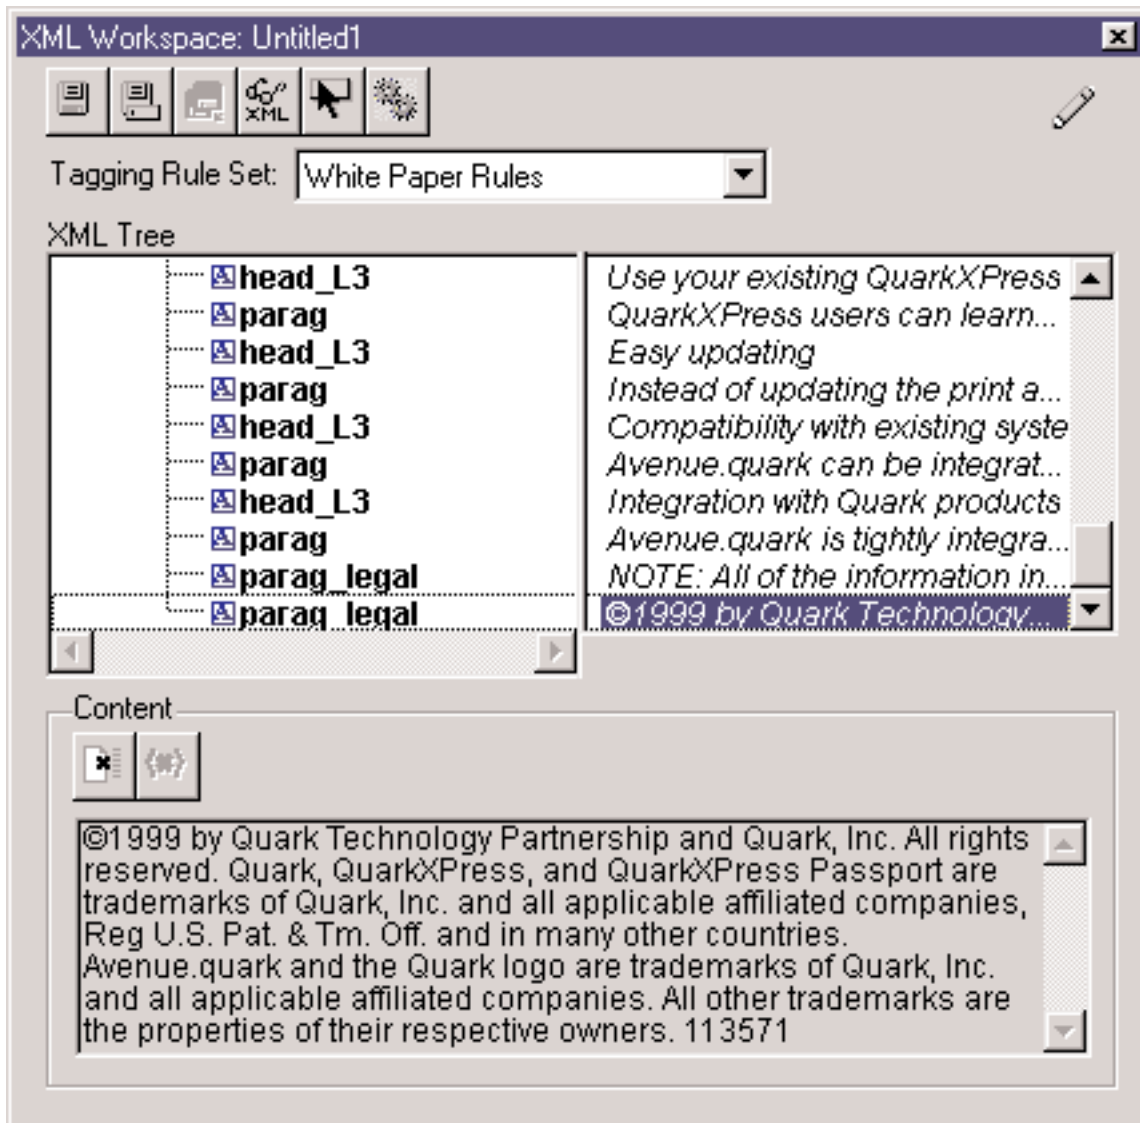 XML Workspace: Untitled1
XML
Tagging Rule Set: White Paper Rules
XML Tree
head_L3 Use your existing QuarkXPress
parag QuarkXPress users can learn...
head_L3 Easy updating
parag Instead of updating the print a...
head_L3 Compatibility with existing syste
parag Avenue.quark can be integrat...
head_L3 Integration with Quark products
parag Avenue.quark is tightly integra...
parag_legal NOTE: All of the information in...
parag_legal ©1999 by Quark Technology...
Content
©1999 by Quark Technology Partnership and Quark, Inc. All rights
reserved. Quark, QuarkXPress, and QuarkXPress Passport are
trademarks of Quark, Inc. and all applicable affiliated companies,
Reg U.S. Pat. & Tm. Off. and in many other countries.
Avenue.quark and the Quark logo are trademarks of Quark, Inc.
and all applicable affiliated companies. All other trademarks are
the properties of their respective owners. 113571